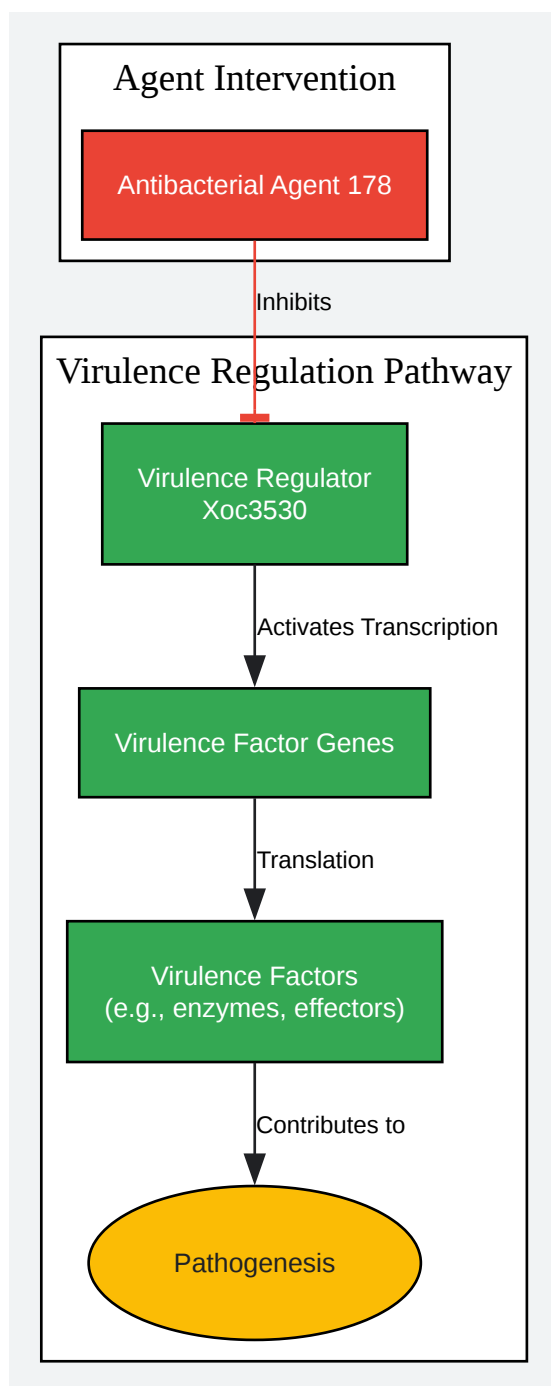 Agent Intervention
Antibacterial Agent 178
Inhibits
Virulence Regulation Pathway
Virulence Regulator
Xoc3530
Activates Transcription
Virulence Factor Genes
Translation
Virulence Factors
(e.g., enzymes, effectors)
Contributes to
Pathogenesis